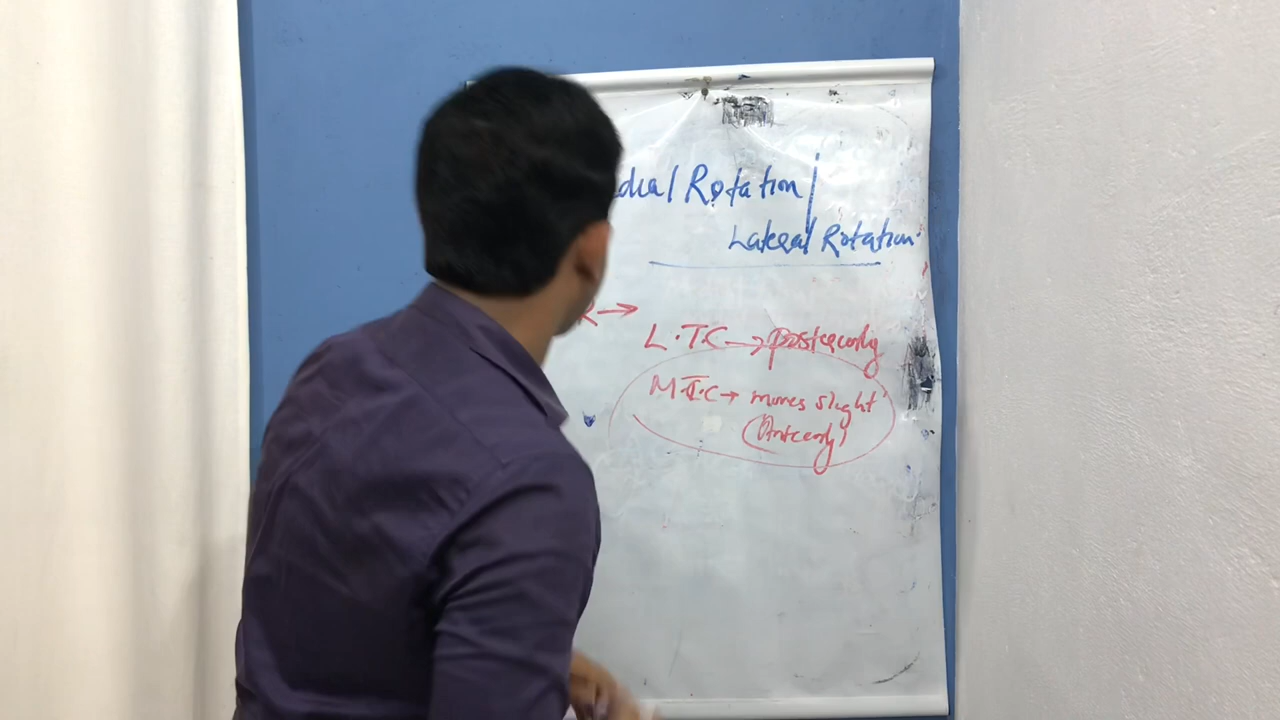 dial Rotation/
Lateral Rotation
R→
L.T.C → posteriorly
M.T.C → moves slight
(Anteriorly)